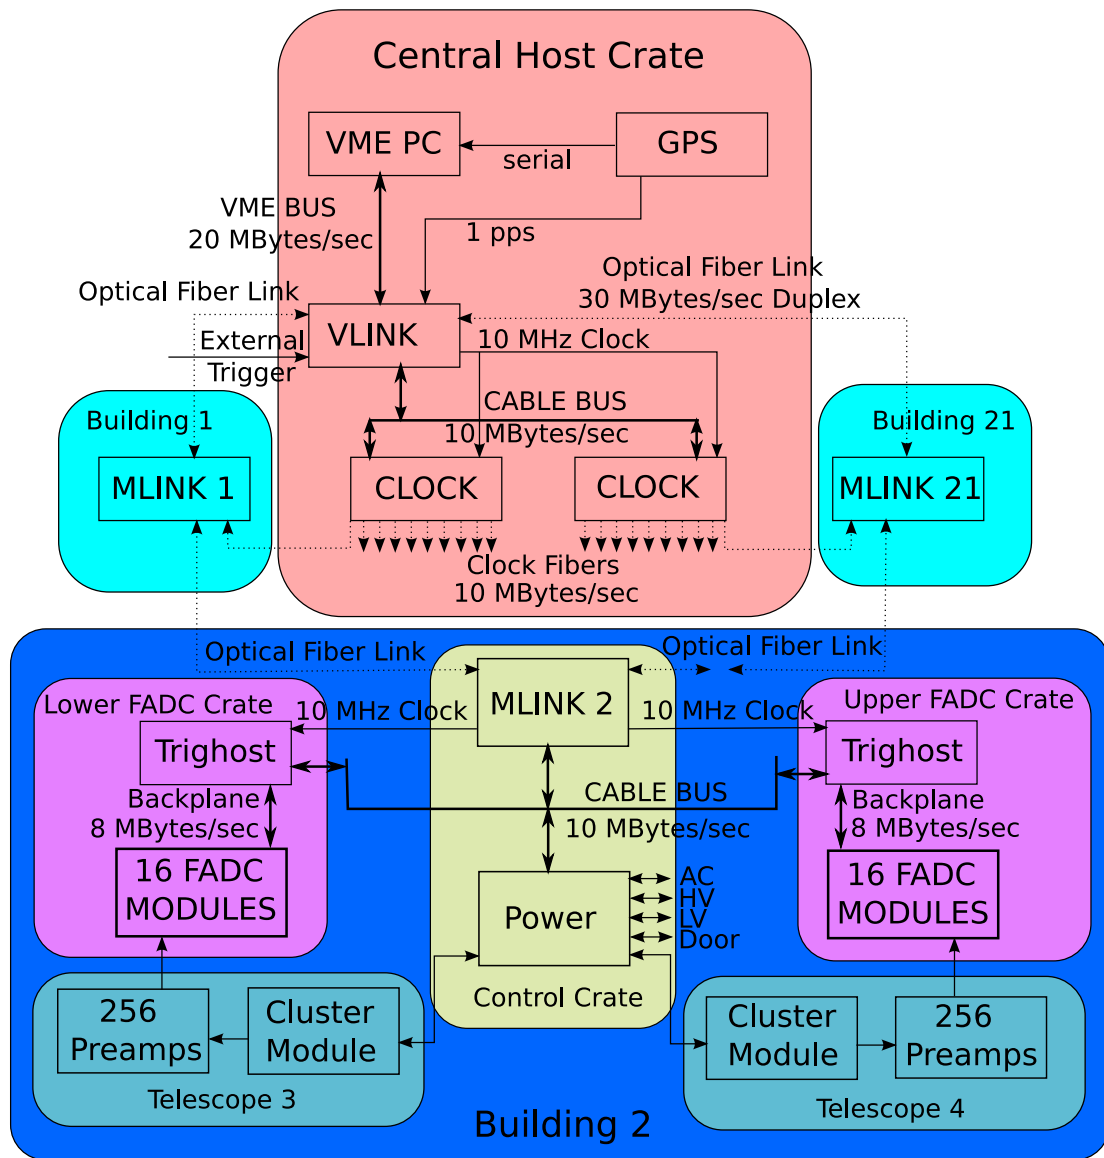 Central Host Crate
VME PC
GPS
serial
VME BUS
20 MBytes/sec
1 pps
Optical Fiber Link
Optical Fiber Link
30 MBytes/sec Duplex
External
Trigger
VLINK
10 MHz Clock
Building 1
CABLE BUS
10 MBytes/sec
Building 21
MLINK 1
CLOCK
CLOCK
MLINK 21
Clock Fibers
10 MBytes/sec
Optical Fiber Link
Optical Fiber Link
Lower FADC Crate
10 MHz Clock
MLINK 2
10 MHz Clock
Upper FADC Crate
Trighost
Trighost
Backplane
8 MBytes/sec
CABLE BUS
10 MBytes/sec
Backplane
8 MBytes/sec
16 FADC
MODULES
Power
AC
HV
LV
Door
16 FADC
MODULES
Control Crate
256
Preamps
Cluster
Module
Telescope 3
Cluster
Module
256
Preamps
Telescope 4
Building 2